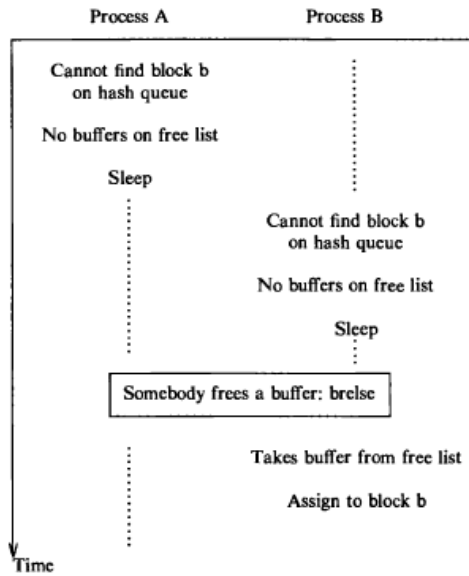 Process A
Process B
Cannot find block b
on hash queue
No buffers on free list
Sleep
Cannot find block b
on hash queue
No buffers on free list
Sleep
Somebody frees a buffer: brelse
Takes buffer from free list
Assign to block b
Time